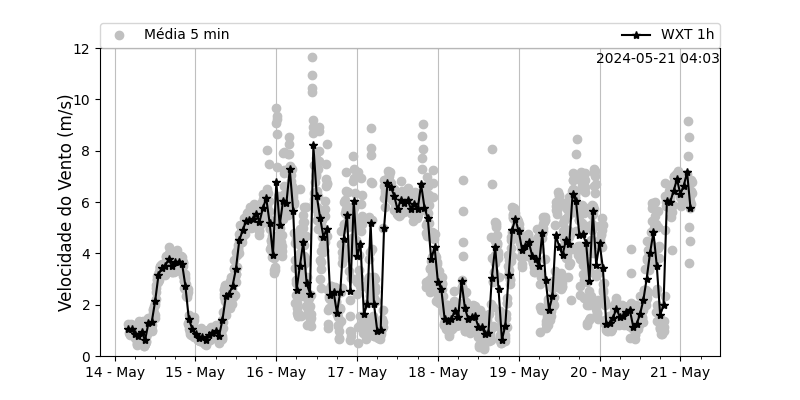 Média 5 min
WXT 1h
2024-05-21 04:03
Velocidade do Vento (m/s)
12
10
8
6
4
2
0
14 - May 15 - May 16 - May 17 - May 18 - May 19 - May 20 - May 21 - May